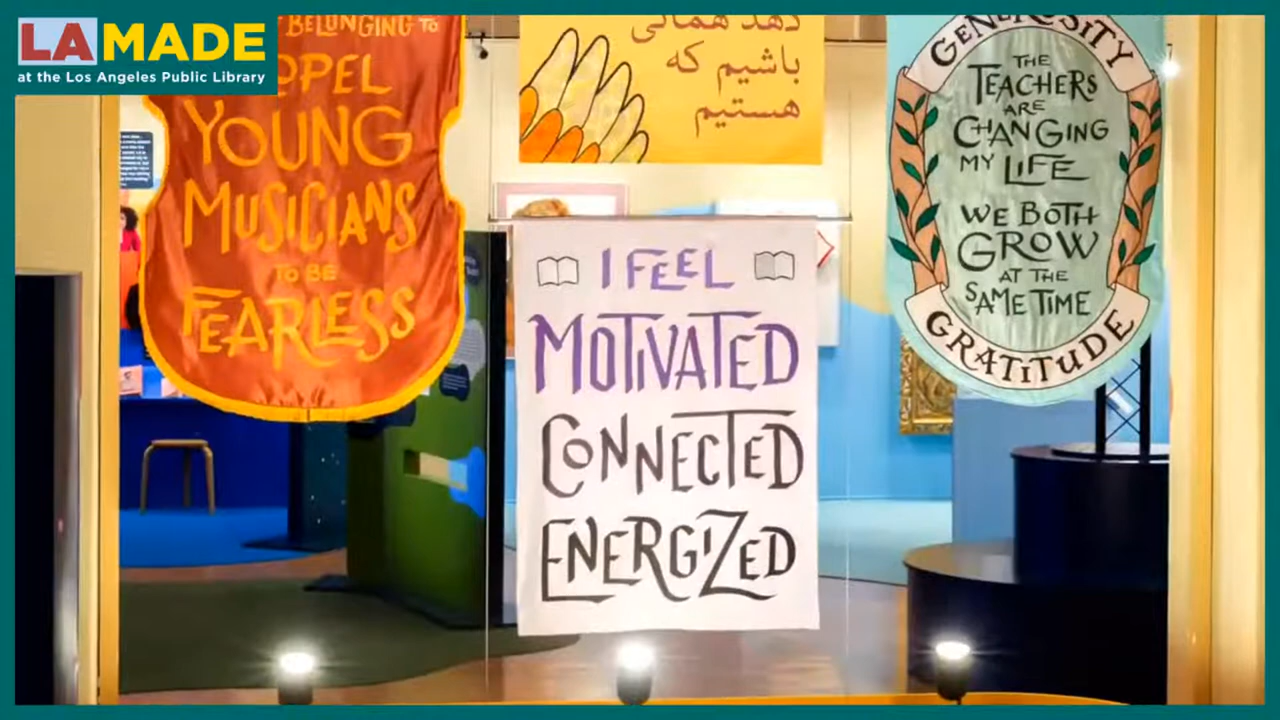 LA MADE
at the Los Angeles Public Library
BELONGING TO
YOUNG
MUSICIANS
TO BE
FEARLESS
دهد همانی
باشیم که
هستیم
I FEEL
MOTIVATED
CONNECTED
ENERGIZED
GENEROSITY
THE
TEACHERS
ARE
CHANGING
MY LIFE
WE BOTH
GROW
AT THE
SAME TIME
GRATITUDE